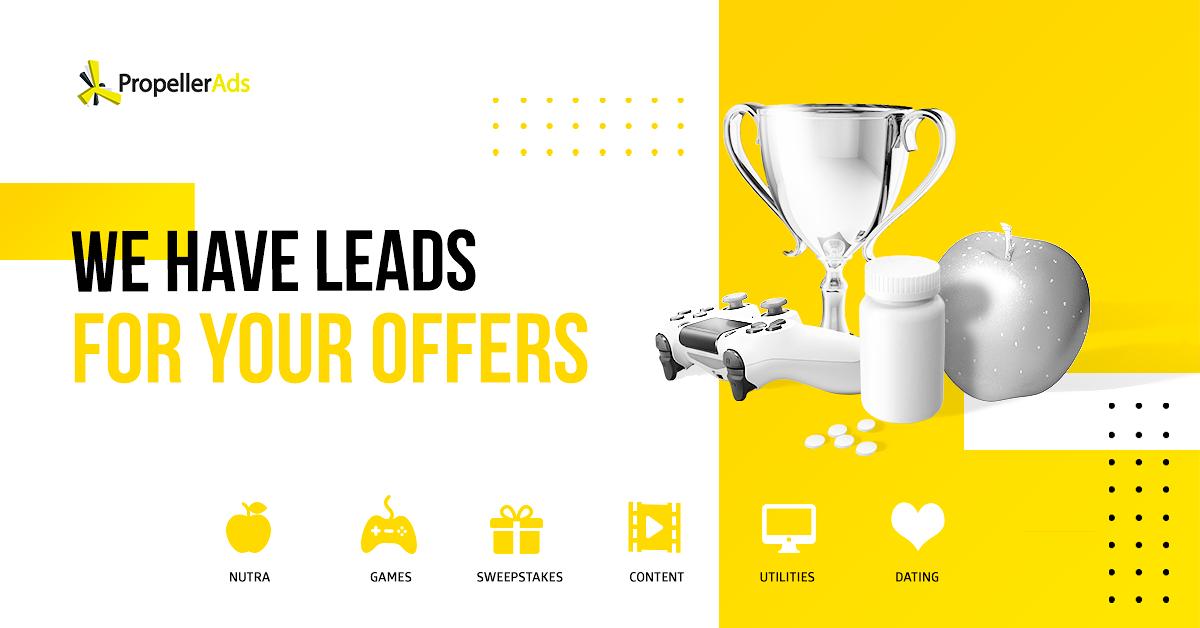 PropellerAds
WE HAVE LEADS
FOR YOUR OFFERS
NUTRA
GAMES
SWEEPSTAKES
CONTENT
UTILITIES
DATING